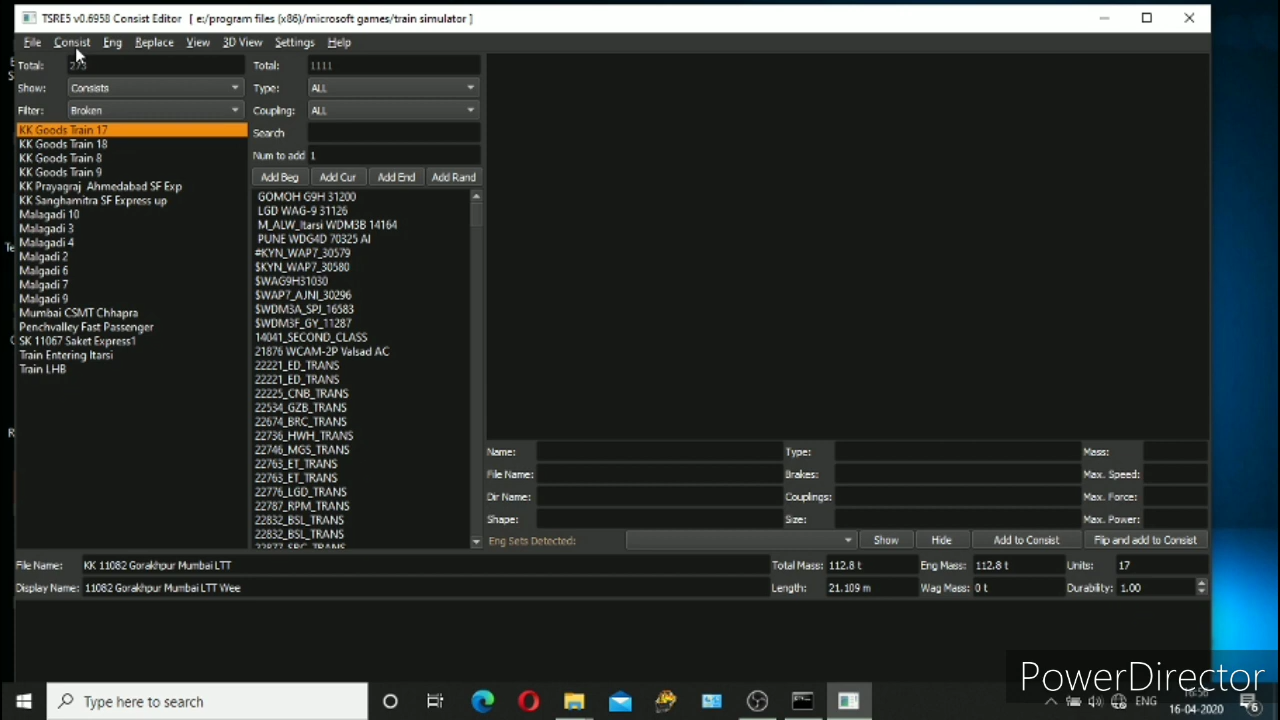 TSRE5 v0.6958 Consist Editor [ e:/program files (x86)/microsoft games/train simulator ]
File Consist Eng Replace View 3D View Settings Help
Total: 273 Total: 1111
Show: Consists Type: ALL
Filter: Broken Coupling: ALL
Search
Num to add 1
Add Beg Add Cur Add End Add Rand
KK Goods Train 17
KK Goods Train 18
KK Goods Train 8
KK Goods Train 9
KK Prayagraj Ahmedabad SF Exp
KK Sanghamitra SF Express up
Malagadi 10
Malagadi 3
Malagadi 4
Malgadi 2
Malgadi 6
Malgadi 7
Malgadi 9
Mumbai CSMT Chhapra
Penchvalley Fast Passenger
SK 11067 Saket Express1
Train Entering Itarsi
Train LHB
GOMOH G9H 31200
LGD WAG-9 31126
M_ALW_Itarsi WDM3B 14164
PUNE WDG4D 70325 AI
#KYN_WAP7_30579
$KYN_WAP7_30580
$WAG9H31030
$WAP7_AJNI_30296
$WDM3A_SPJ_16583
$WDM3F_GY_11287
14041_SECOND_CLASS
21876 WCAM-2P Valsad AC
22221_ED_TRANS
22221_ED_TRANS
22225_CNB_TRANS
22534_GZB_TRANS
22674_BRC_TRANS
22736_HWH_TRANS
22746_MGS_TRANS
22763_ET_TRANS
22763_ET_TRANS
22776_LGD_TRANS
22787_RPM_TRANS
22832_BSL_TRANS
22832_BSL_TRANS
Name: Type: Mass:
File Name: Brakes: Max. Speed:
Dir Name: Couplings: Max. Force:
Shape: Size: Max. Power:
Eng Sets Detected: Show Hide Add to Consist Flip and add to Consist
File Name: KK 11082 Gorakhpur Mumbai LTT Total Mass: 112.8 t Eng Mass: 112.8 t Units: 17
Display Name: 11082 Gorakhpur Mumbai LTT Wee Length: 21.109 m Wag Mass: 0 t Durability: 1.00
PowerDirector
Type here to search
ENG
16-04-2020
6